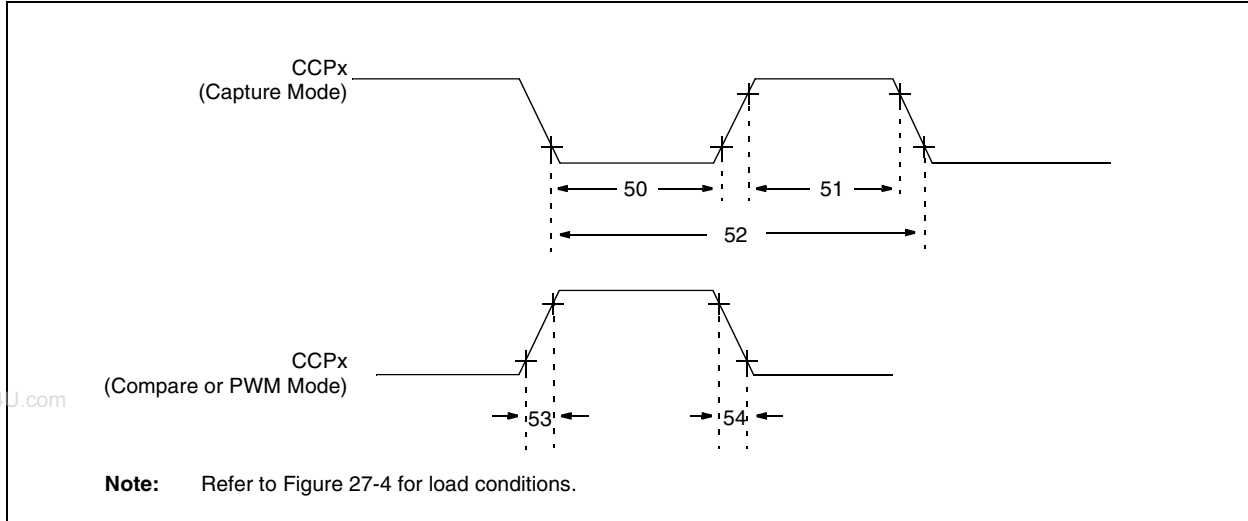 CCPx
(Capture Mode)
50
51
52
CCPx
(Compare or PWM Mode)
53
54
Note: Refer to Figure 27-4 for load conditions.